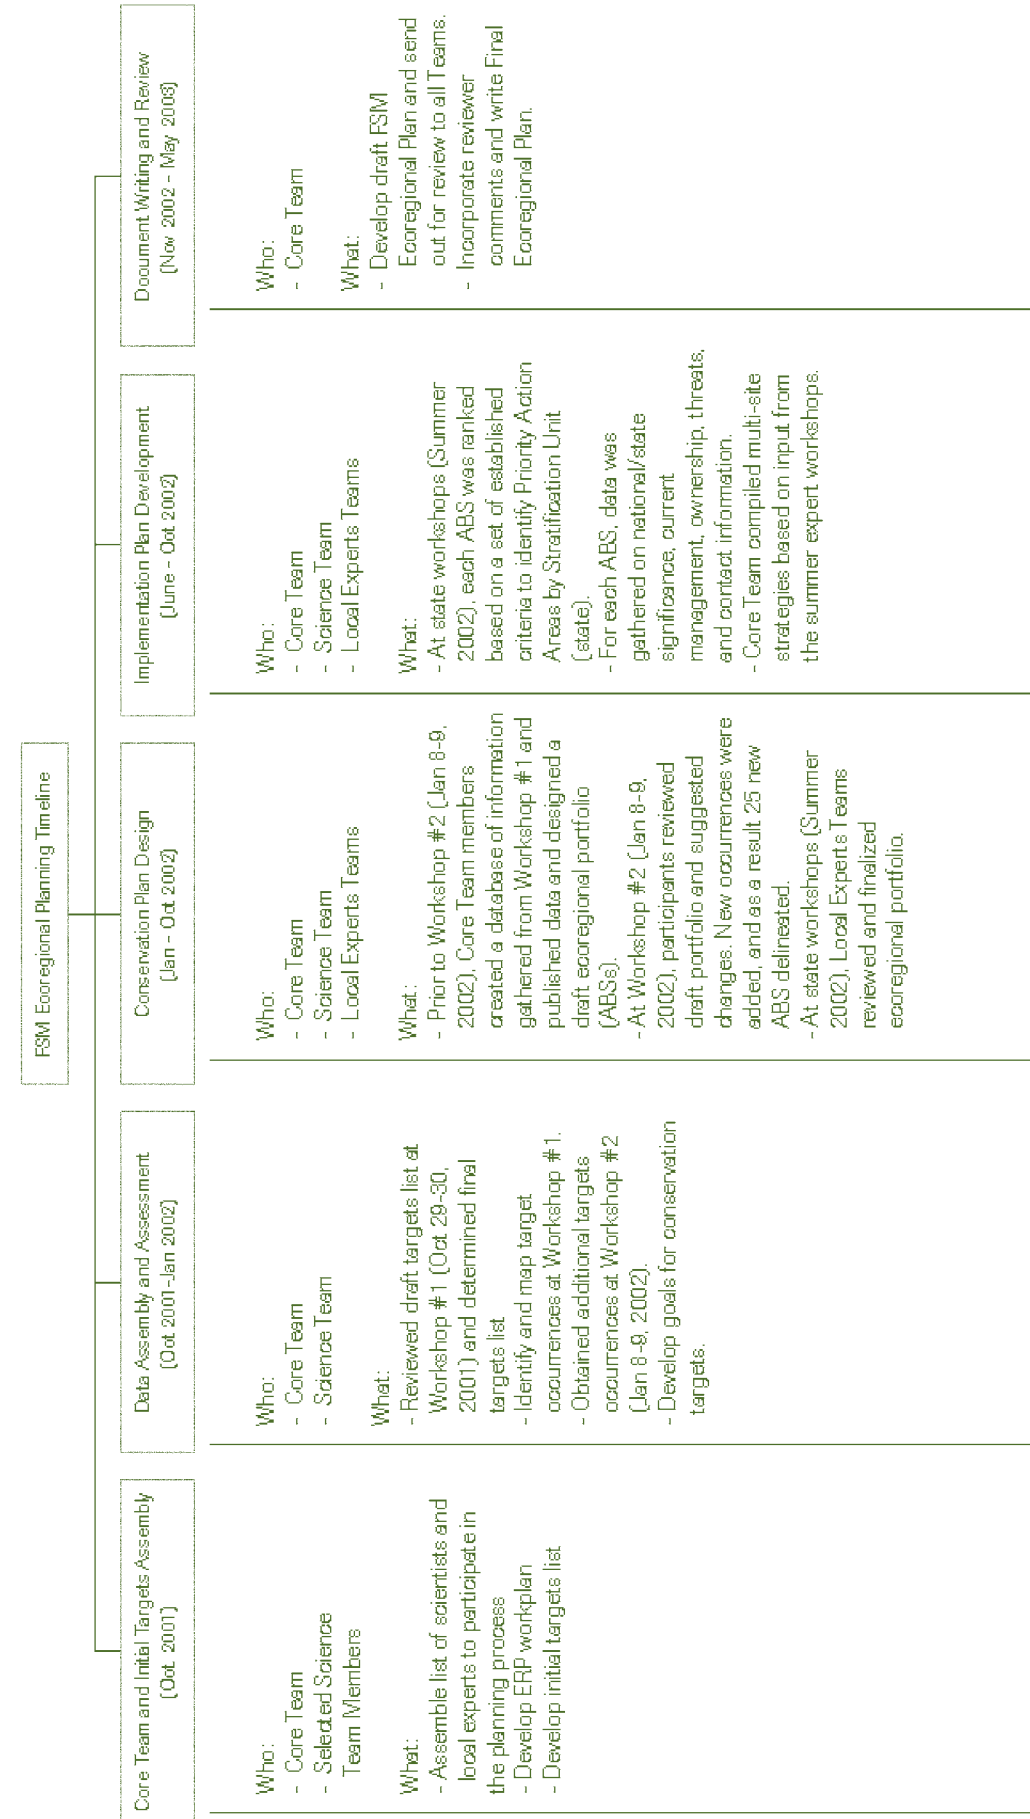 FSM Ecoregional Planning Timeline
Core Team and Initial Targets Assembly
(Oct 2001)
Who:
- Core Team
- Selected Science
Team Members
What:
- Assemble list of scientists and
local experts to participate in
the planning process
- Develop ERP workplan
- Develop initial targets list
Data Assembly and Assessment
(Oct 2001-Jan 2002)
Who:
- Core Team
- Science Team
What:
- Reviewed draft targets list at
Workshop #1 (Oct 29-30,
2001) and determined final
targets list
- Identify and map target
occurrences at Workshop #1.
- Obtained additional targets
occurrences at Workshop #2
(Jan 8-9, 2002).
- Develop goals for conservation
targets.
Conservation Plan Design
(Jan - Oct 2002)
Who:
- Core Team
- Science Team
- Local Experts Teams
What:
- Prior to Workshop #2 (Jan 8-9,
2002), Core Team members
created a database of information
gathered from Workshop #1 and
published data and designed a
draft ecoregional portfolio
(ABSs).
- At Workshop #2 (Jan 8-9,
2002), participants reviewed
draft portfolio and suggested
changes. New occurrences were
added, and as a result 25 new
ABS delineated.
- At state workshops (Summer
2002), Local Experts Teams
reviewed and finalized
ecoregional portfolio.
Implementation Plan Development
(June - Oct 2002)
Who:
- Core Team
- Science Team
- Local Experts Teams
What:
- At state workshops (Summer
2002), each ABS was ranked
based on a set of established
criteria to identify Priority Action
Areas by Stratification Unit
(state).
- For each ABS, data was
gathered on national/state
significance, current
management, ownership, threats,
and contact information.
- Core Team compiled multi-site
strategies based on input from
the summer expert workshops.
Document Writing and Review
(Nov 2002 - May 2003)
Who:
- Core Team
What:
- Develop draft FSM
Ecoregional Plan and send
out for review to all Teams.
- Incorporate reviewer
comments and write Final
Ecoregional Plan.